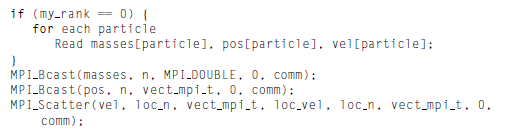 if (my_rank == 0) {
for each particle
Read masses[particle], pos[particle], vel[particle];
}
MPI_Bcast(masses, n, MPI_DOUBLE, 0, comm);
MPI_Bcast(pos, n, vect_mpi_t, 0, comm);
MPI_Scatter(vel, loc_n, vect_mpi_t, loc_vel, loc_n, vect_mpi_t, 0,
comm);